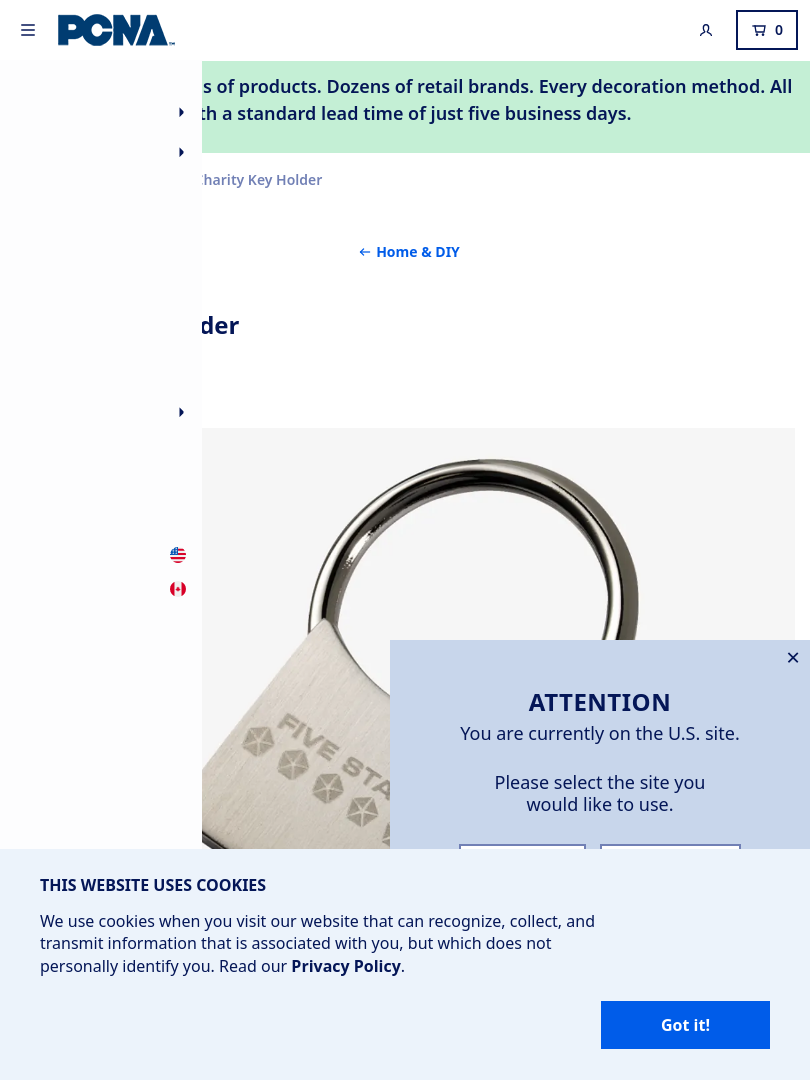 PCNA
0
s of products. Dozens of retail brands. Every decoration method. All
th a standard lead time of just five business days.
Charity Key Holder
Home & DIY
der
FIVE STA
ATTENTION
You are currently on the U.S. site.
Please select the site you
would like to use.
THIS WEBSITE USES COOKIES
We use cookies when you visit our website that can recognize, collect, and
transmit information that is associated with you, but which does not
personally identify you. Read our Privacy Policy.
Got it!